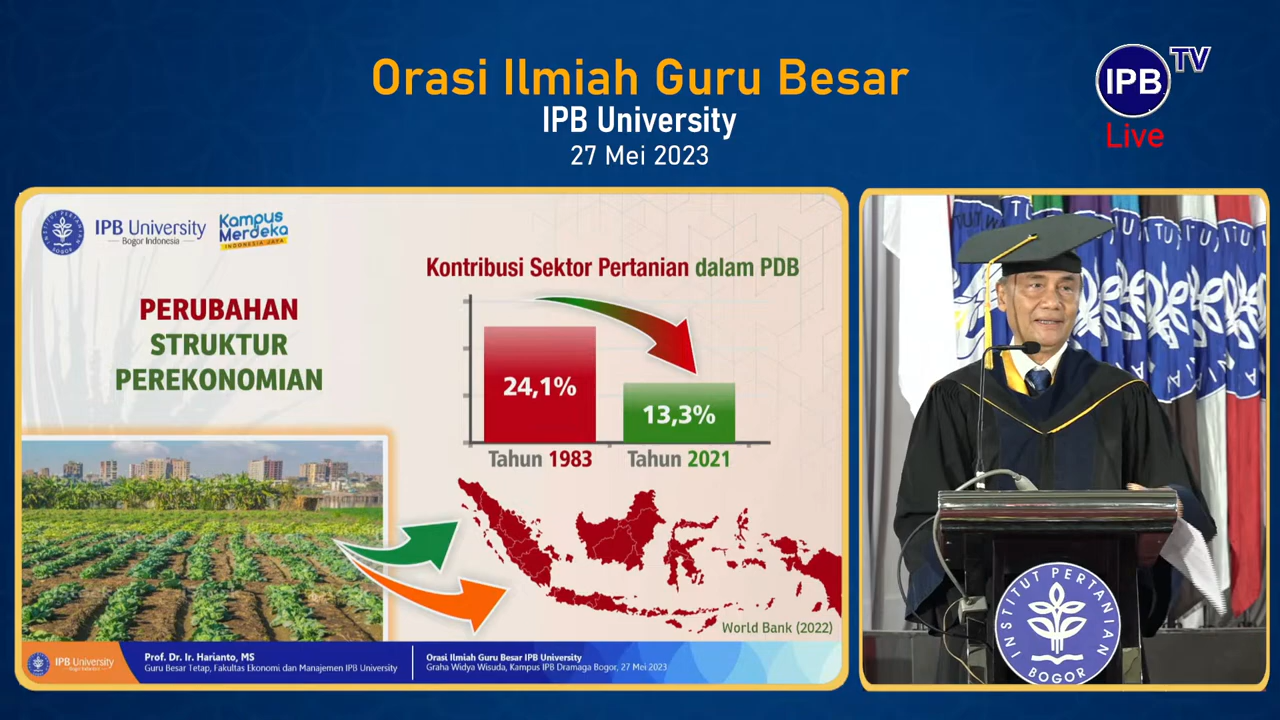 Orasi Ilmiah Guru Besar
IPB University
27 Mei 2023
IPB TV
Live
INSTITUT PERTANIAN
BOGOR
IPB University
Bogor Indonesia
Kampus
Merdeka
INDONESIA JAYA
PERUBAHAN
STRUKTUR
PEREKONOMIAN
Kontribusi Sektor Pertanian dalam PDB
24,1%
13,3%
Tahun 1983
Tahun 2021
World Bank (2022)
IPB University
Prof. Dr. Ir. Harianto, MS
Guru Besar Tetap, Fakultas Ekonomi dan Manajemen IPB University
Orasi Ilmiah Guru Besar IPB University
Graha Widya Wisuda, Kampus IPB Dramaga Bogor, 27 Mei 2023
INSTITUT PERTANIAN
BOGOR